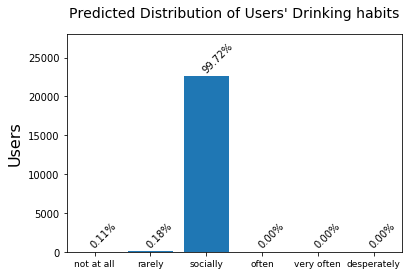 Predicted Distribution of Users' Drinking habits
Users
25000
20000
15000
10000
5000
0
0.11%
0.18%
99.72%
0.00%
0.00%
0.00%
not at all
rarely
socially
often
very often
desperately